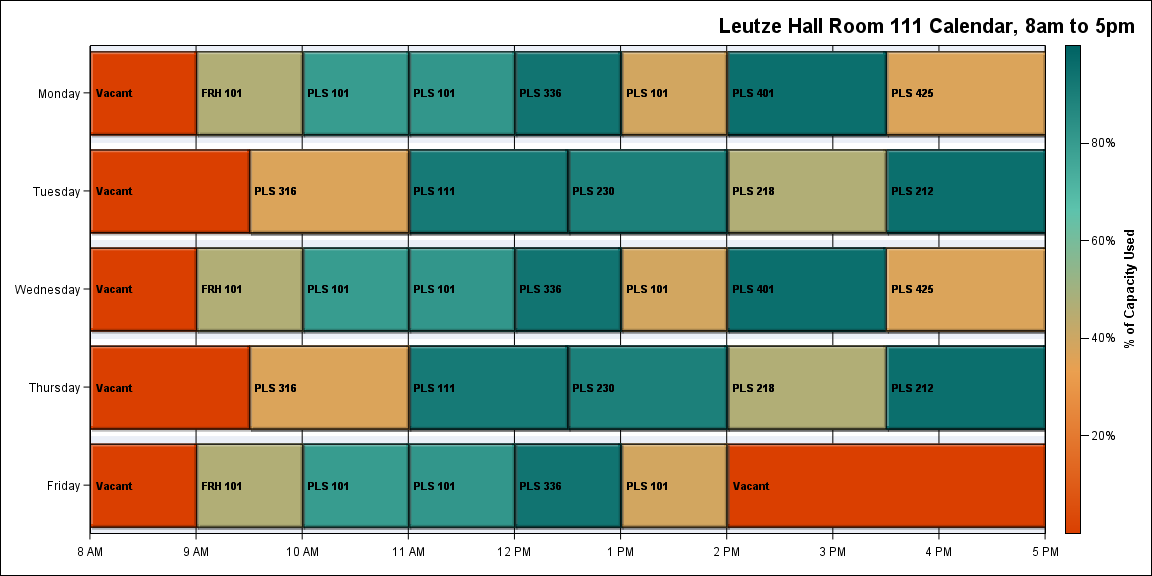 Leutze Hall Room 111 Calendar, 8am to 5pm
Monday
Vacant
FRH 101
PLS 101
PLS 101
PLS 336
PLS 101
PLS 401
PLS 425
Tuesday
Vacant
PLS 316
PLS 111
PLS 230
PLS 218
PLS 212
Wednesday
Vacant
FRH 101
PLS 101
PLS 101
PLS 336
PLS 101
PLS 401
PLS 425
Thursday
Vacant
PLS 316
PLS 111
PLS 230
PLS 218
PLS 212
Friday
Vacant
FRH 101
PLS 101
PLS 101
PLS 336
PLS 101
Vacant
8 AM
9 AM
10 AM
11 AM
12 PM
1 PM
2 PM
3 PM
4 PM
5 PM
80%
60%
40%
20%
% of Capacity Used